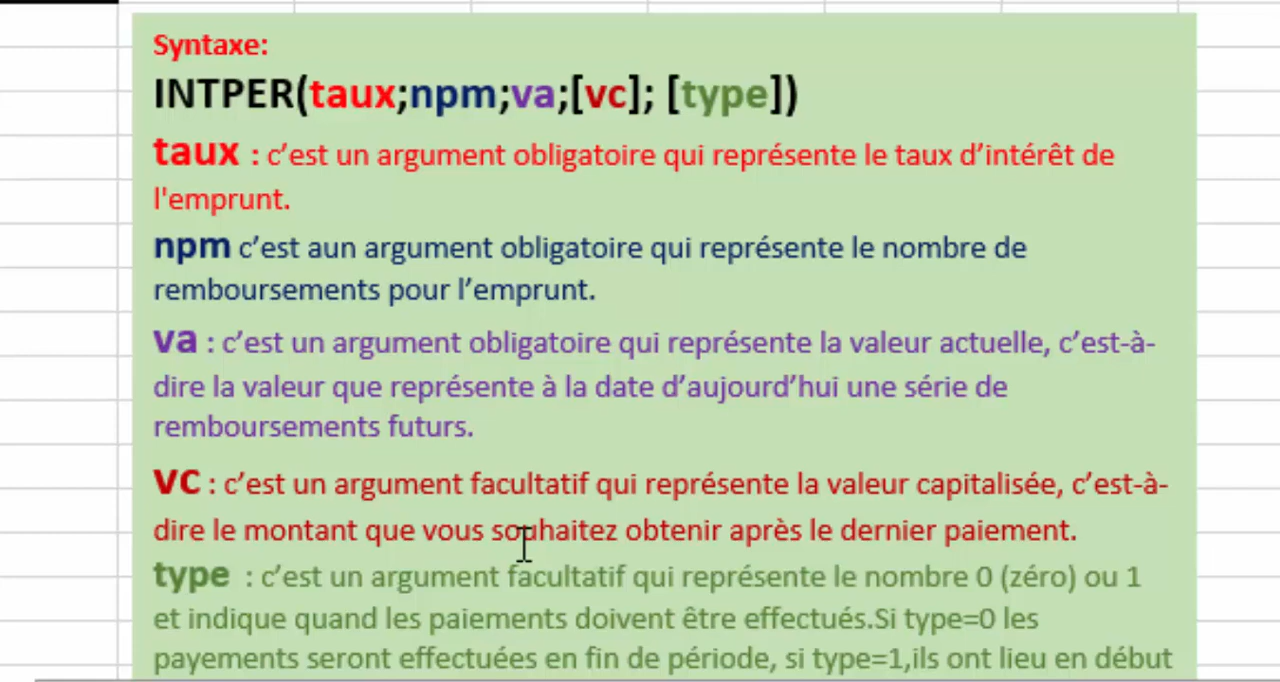 Syntaxe:
INTPER(taux;npm;va;[vc]; [type])
taux : c’est un argument obligatoire qui représente le taux d’intérêt de
l'emprunt.
npm c’est aun argument obligatoire qui représente le nombre de
remboursements pour l’emprunt.
va : c’est un argument obligatoire qui représente la valeur actuelle, c’est-à-
dire la valeur que représente à la date d’aujourd’hui une série de
remboursements futurs.
vc : c’est un argument facultatif qui représente la valeur capitalisée, c’est-à-
dire le montant que vous souhaitez obtenir après le dernier paiement.
type : c’est un argument facultatif qui représente le nombre 0 (zéro) ou 1
et indique quand les paiements doivent être effectués.Si type=0 les
payements seront effectuées en fin de période, si type=1,ils ont lieu en début